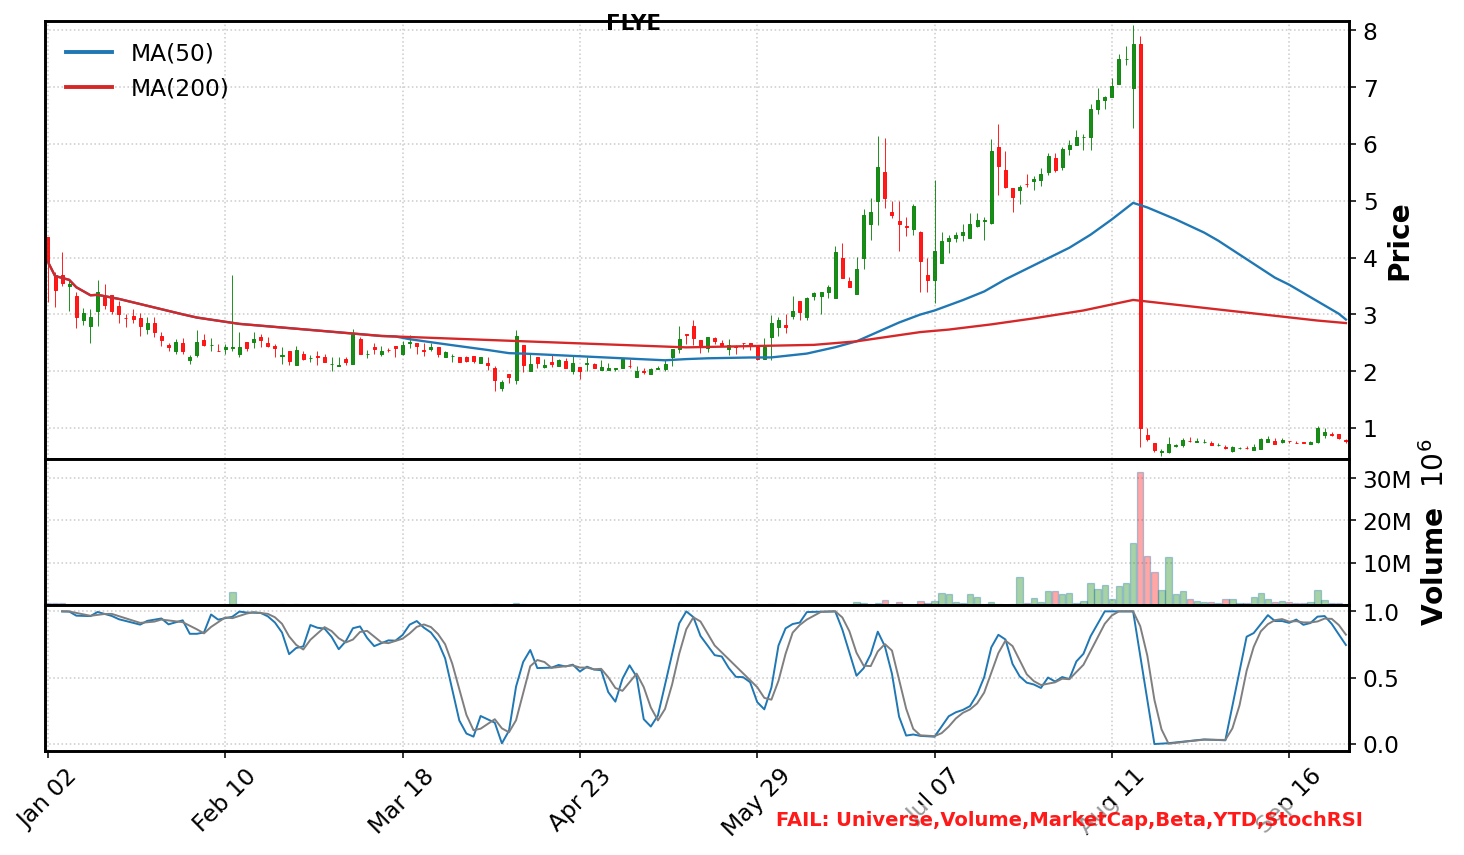 FLYE
MA(50)
MA(200)
8
7
6
5
4
3
2
1
Price
30M
20M
10M
Volume 10^6
1.0
0.5
0.0
Jan 02
Feb 10
Mar 18
Apr 23
May 29
Jul 07
Aug 11
Sep 16
FAIL: Universe,Volume,MarketCap,Beta,YTD,StochRSI